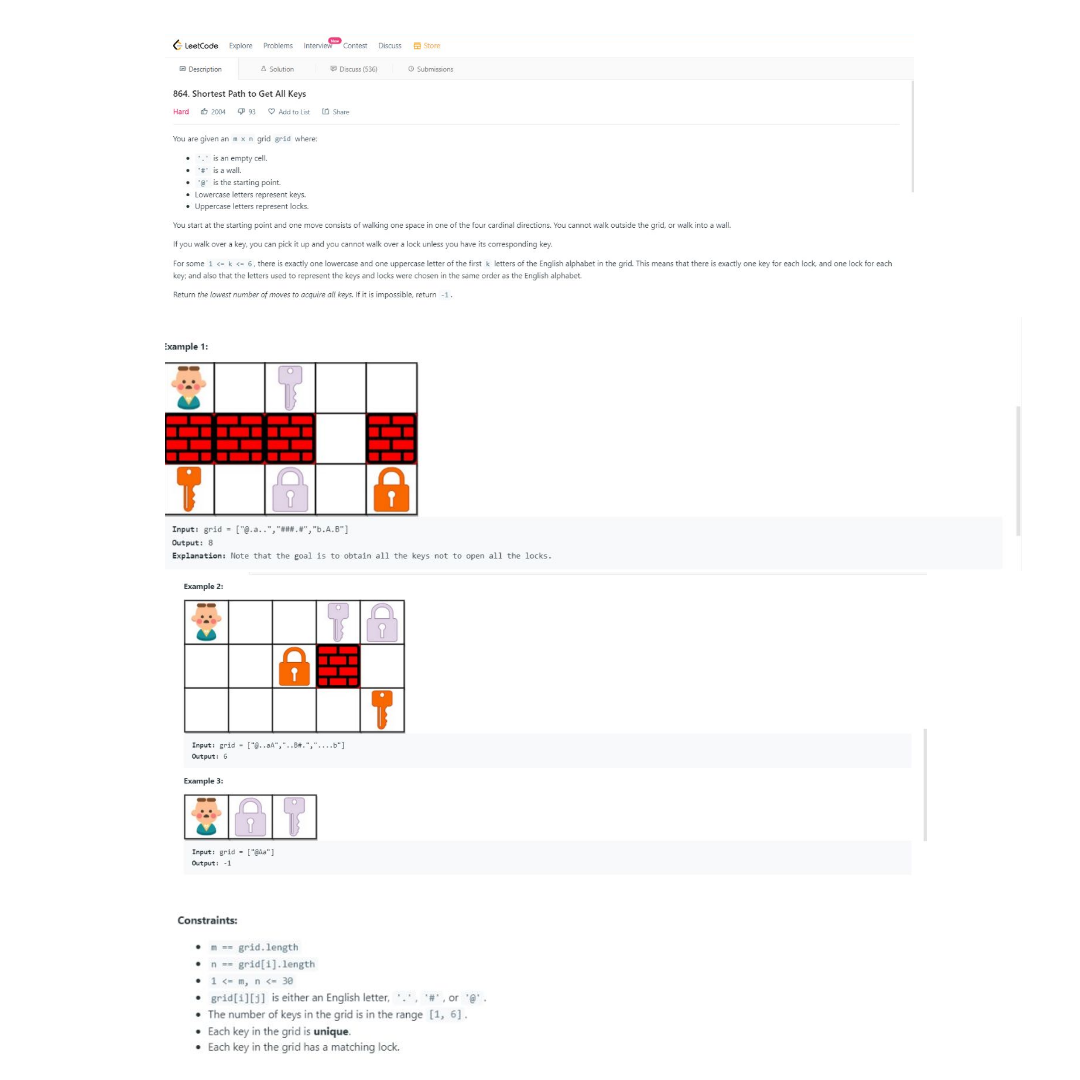 LeetCode Explore Problems Interview New Contest Discuss Store
Description Solution Discuss (536) Submissions
864. Shortest Path to Get All Keys
Hard 2004 93 Add to List Share
You are given an m x n grid grid where:
'.' is an empty cell.
'#' is a wall.
'@' is the starting point.
Lowercase letters represent keys.
Uppercase letters represent locks.
You start at the starting point and one move consists of walking one space in one of the four cardinal directions. You cannot walk outside the grid, or walk into a wall.
If you walk over a key, you can pick it up and you cannot walk over a lock unless you have its corresponding key.
For some 1 <= k <= 6, there is exactly one lowercase and one uppercase letter of the first k letters of the English alphabet in the grid. This means that there is exactly one key for each lock, and one lock for each
key; and also that the letters used to represent the keys and locks were chosen in the same order as the English alphabet.
Return the lowest number of moves to acquire all keys. If it is impossible, return -1.
Example 1:
Input: grid = ["@.a..","###.#","b.A.B"]
Output: 8
Explanation: Note that the goal is to obtain all the keys not to open all the locks.
Example 2:
Input: grid = ["@..aA","..B#.","....b"]
Output: 6
Example 3:
Input: grid = ["@Aa"]
Output: -1
Constraints:
m == grid.length
n == grid[i].length
1 <= m, n <= 30
grid[i][j] is either an English letter, '.', '#', or '@'.
The number of keys in the grid is in the range [1, 6].
Each key in the grid is unique.
Each key in the grid has a matching lock.